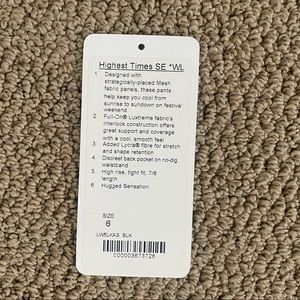 Highest Times SE *WL
1. Designed with
strategically-placed Mesh
fabric panels, these pants
help keep you cool from
sunrise to sundown on festival
weekend
2. Full-On® Luxtreme fabric's
interlock construction offers
great support and coverage
with a cool, smooth feel
3. Added Lycra® fibre for stretch
and shape retention
4. Discreet back pocket on no-dig
waistband
5. High rise, tight fit, 7/8
length
6. Hugged Sensation
SIZE
6
LW5LKAS BLK
000003673726